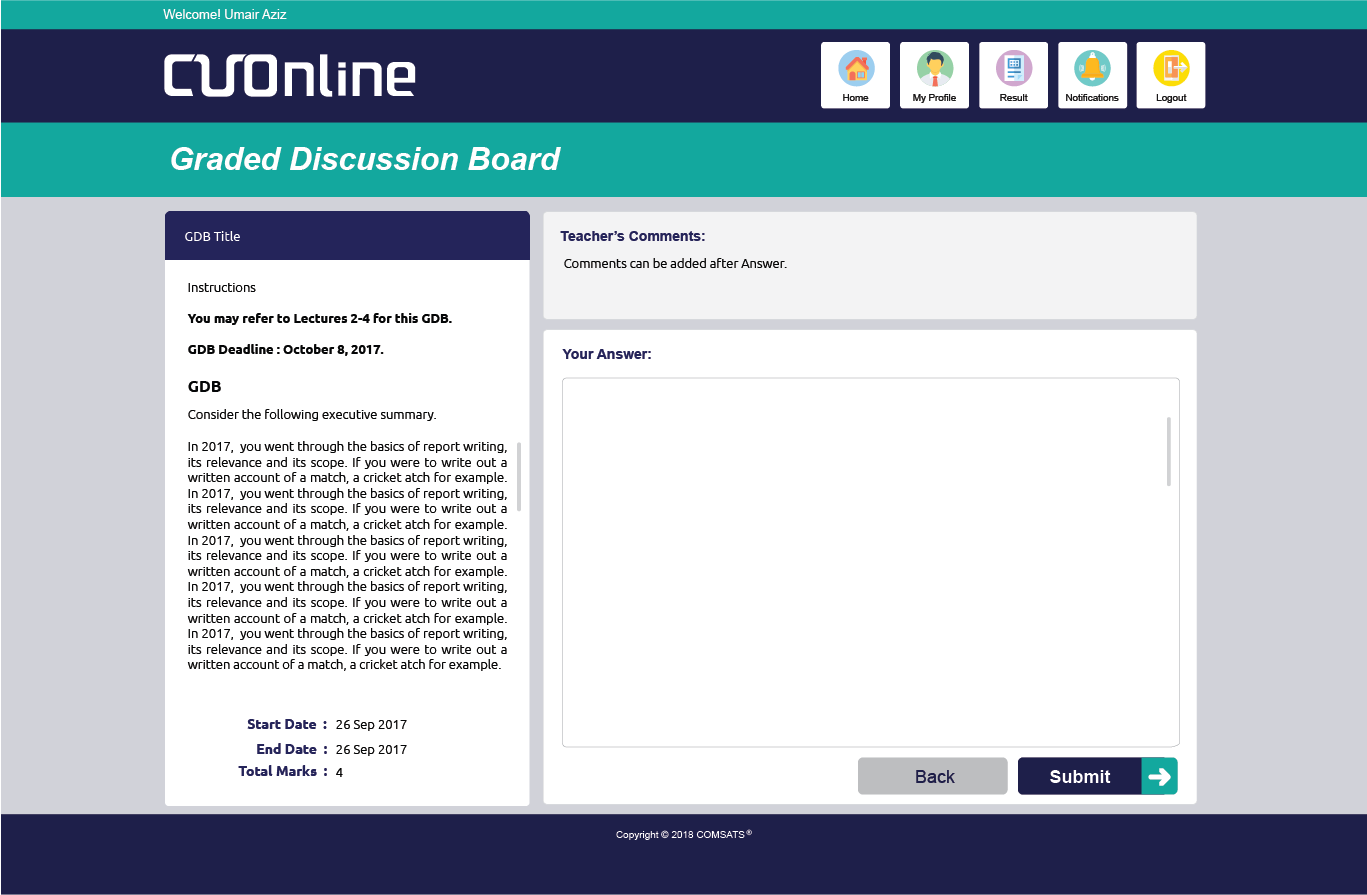 Welcome! Umair Aziz
CUOnline
Home
My Profile
Result
Notifications
Logout
Graded Discussion Board
GDB Title
Instructions
You may refer to Lectures 2-4 for this GDB.
GDB Deadline : October 8, 2017.
GDB
Consider the following executive summary.
In 2017, you went through the basics of report writing,
its relevance and its scope. If you were to write out a
written account of a match, a cricket atch for example.
In 2017, you went through the basics of report writing,
its relevance and its scope. If you were to write out a
written account of a match, a cricket atch for example.
In 2017, you went through the basics of report writing,
its relevance and its scope. If you were to write out a
written account of a match, a cricket atch for example.
In 2017, you went through the basics of report writing,
its relevance and its scope. If you were to write out a
written account of a match, a cricket atch for example.
In 2017, you went through the basics of report writing,
its relevance and its scope. If you were to write out a
written account of a match, a cricket atch for example.
Start Date : 26 Sep 2017
End Date : 26 Sep 2017
Total Marks : 4
Teacher’s Comments:
Comments can be added after Answer.
Your Answer:
Back
Submit
Copyright © 2018 COMSATS®